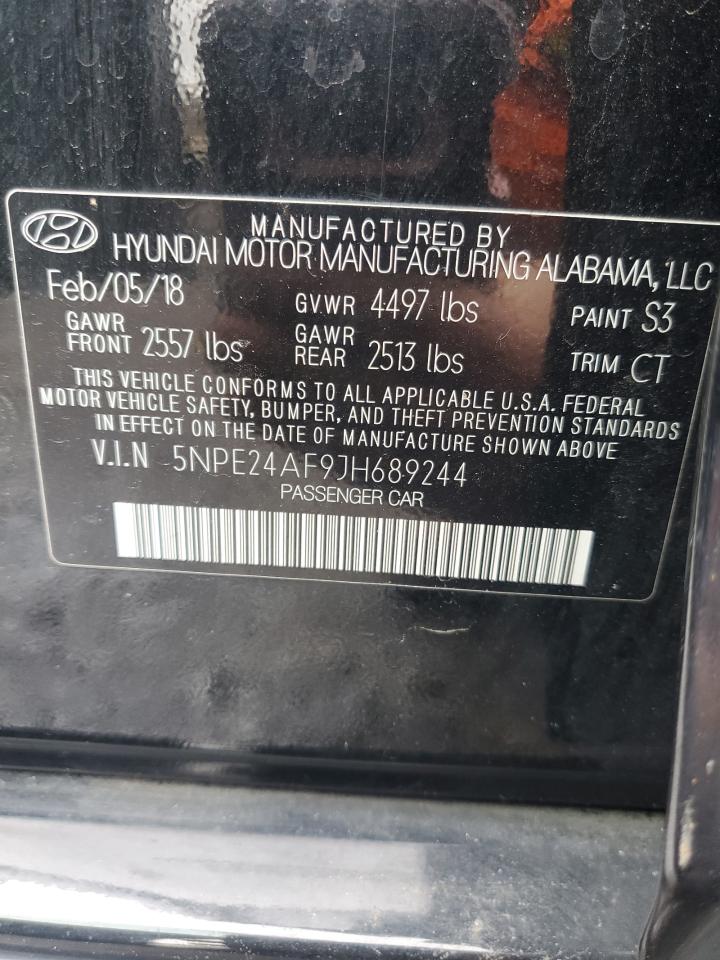 MANUFACTURED BY
HYUNDAI MOTOR MANUFACTURING ALABAMA, LLC
Feb/05/18 GV.WR 4497 lbs PAINT S3
GAWR FRONT 2557 lbs GAWR REAR 2513 lbs TRIM CT
THIS VEHICLE CONFORMS TO ALL APPLICABLE U.S.A. FEDERAL
MOTOR VEHICLE SAFETY, BUMPER, AND THEFT PREVENTION STANDARDS
IN EFFECT ON THE DATE OF MANUFACTURE SHOWN ABOVE
V.I.N 5NPE24AF9JH689244
PASSENGER CAR